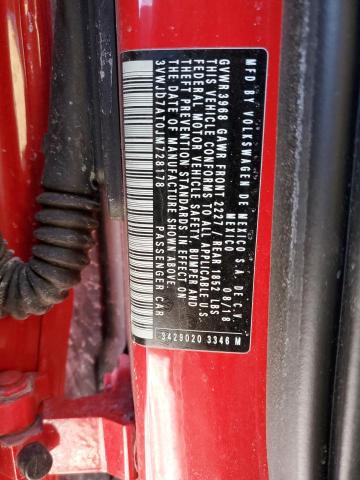 MFD BY VOLKSWAGEN DE MEXICO S.A. DE C.V.
MEXICO 08/18
GVWR 3968 GAWR FRONT 2227// REAR 1852 LBS
THIS VEHICLE CONFORMS TO ALL APPLICABLE U.S.
FEDERAL MOTOR VEHICLE SAFETY, BUMPER AND
THEFT PREVENTION STANDARDS IN EFFECT ON
THE DATE OF MANUFACTURE SHOWN ABOVE.
3VWJD7AT0JM728178 PASSENGER CAR
3429020 3346 M